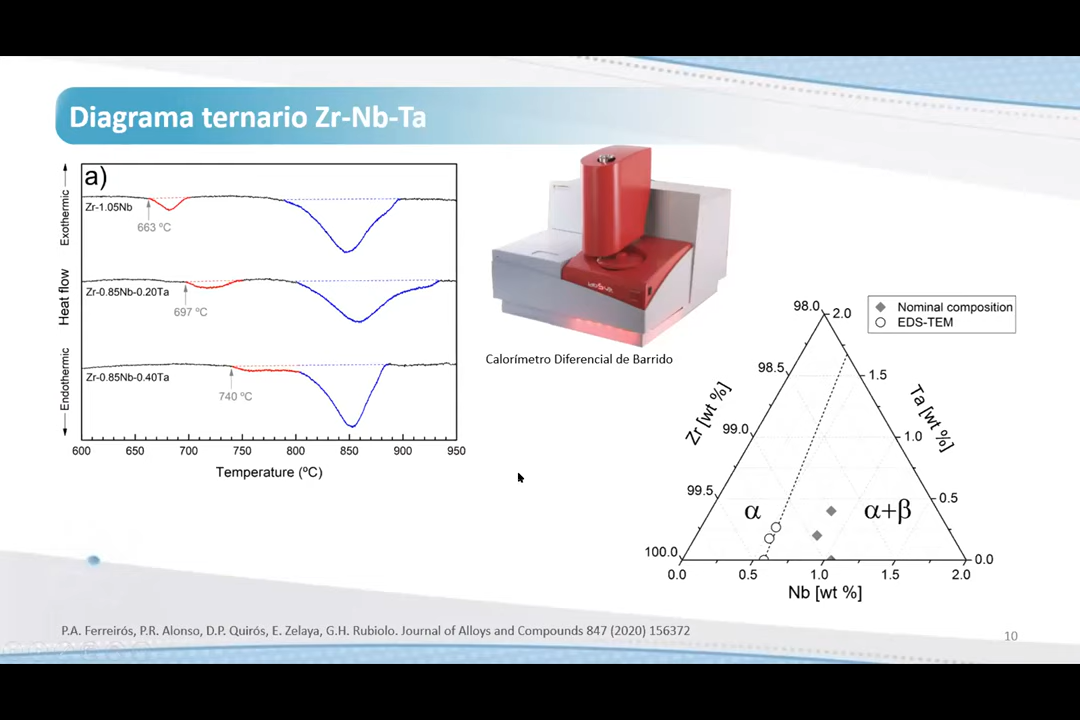 Diagrama ternario Zr-Nb-Ta
a)
Exothermic
Heat flow
Endothermic
Zr-1.05Nb
663 ºC
Zr-0.85Nb-0.20Ta
697 ºC
Zr-0.85Nb-0.40Ta
740 ºC
600 650 700 750 800 850 900 950
Temperature (ºC)
Calorímetro Diferencial de Barrido
Nominal composition
EDS-TEM
98.0
98.5
99.0
99.5
100.0
Zr [wt %]
2.0
1.5
1.0
0.5
0.0
Ta [wt %]
α
α+β
0.0 0.5 1.0 1.5 2.0
Nb [wt %]
P.A. Ferreirós, P.R. Alonso, D.P. Quirós, E. Zelaya, G.H. Rubiolo. Journal of Alloys and Compounds 847 (2020) 156372
10